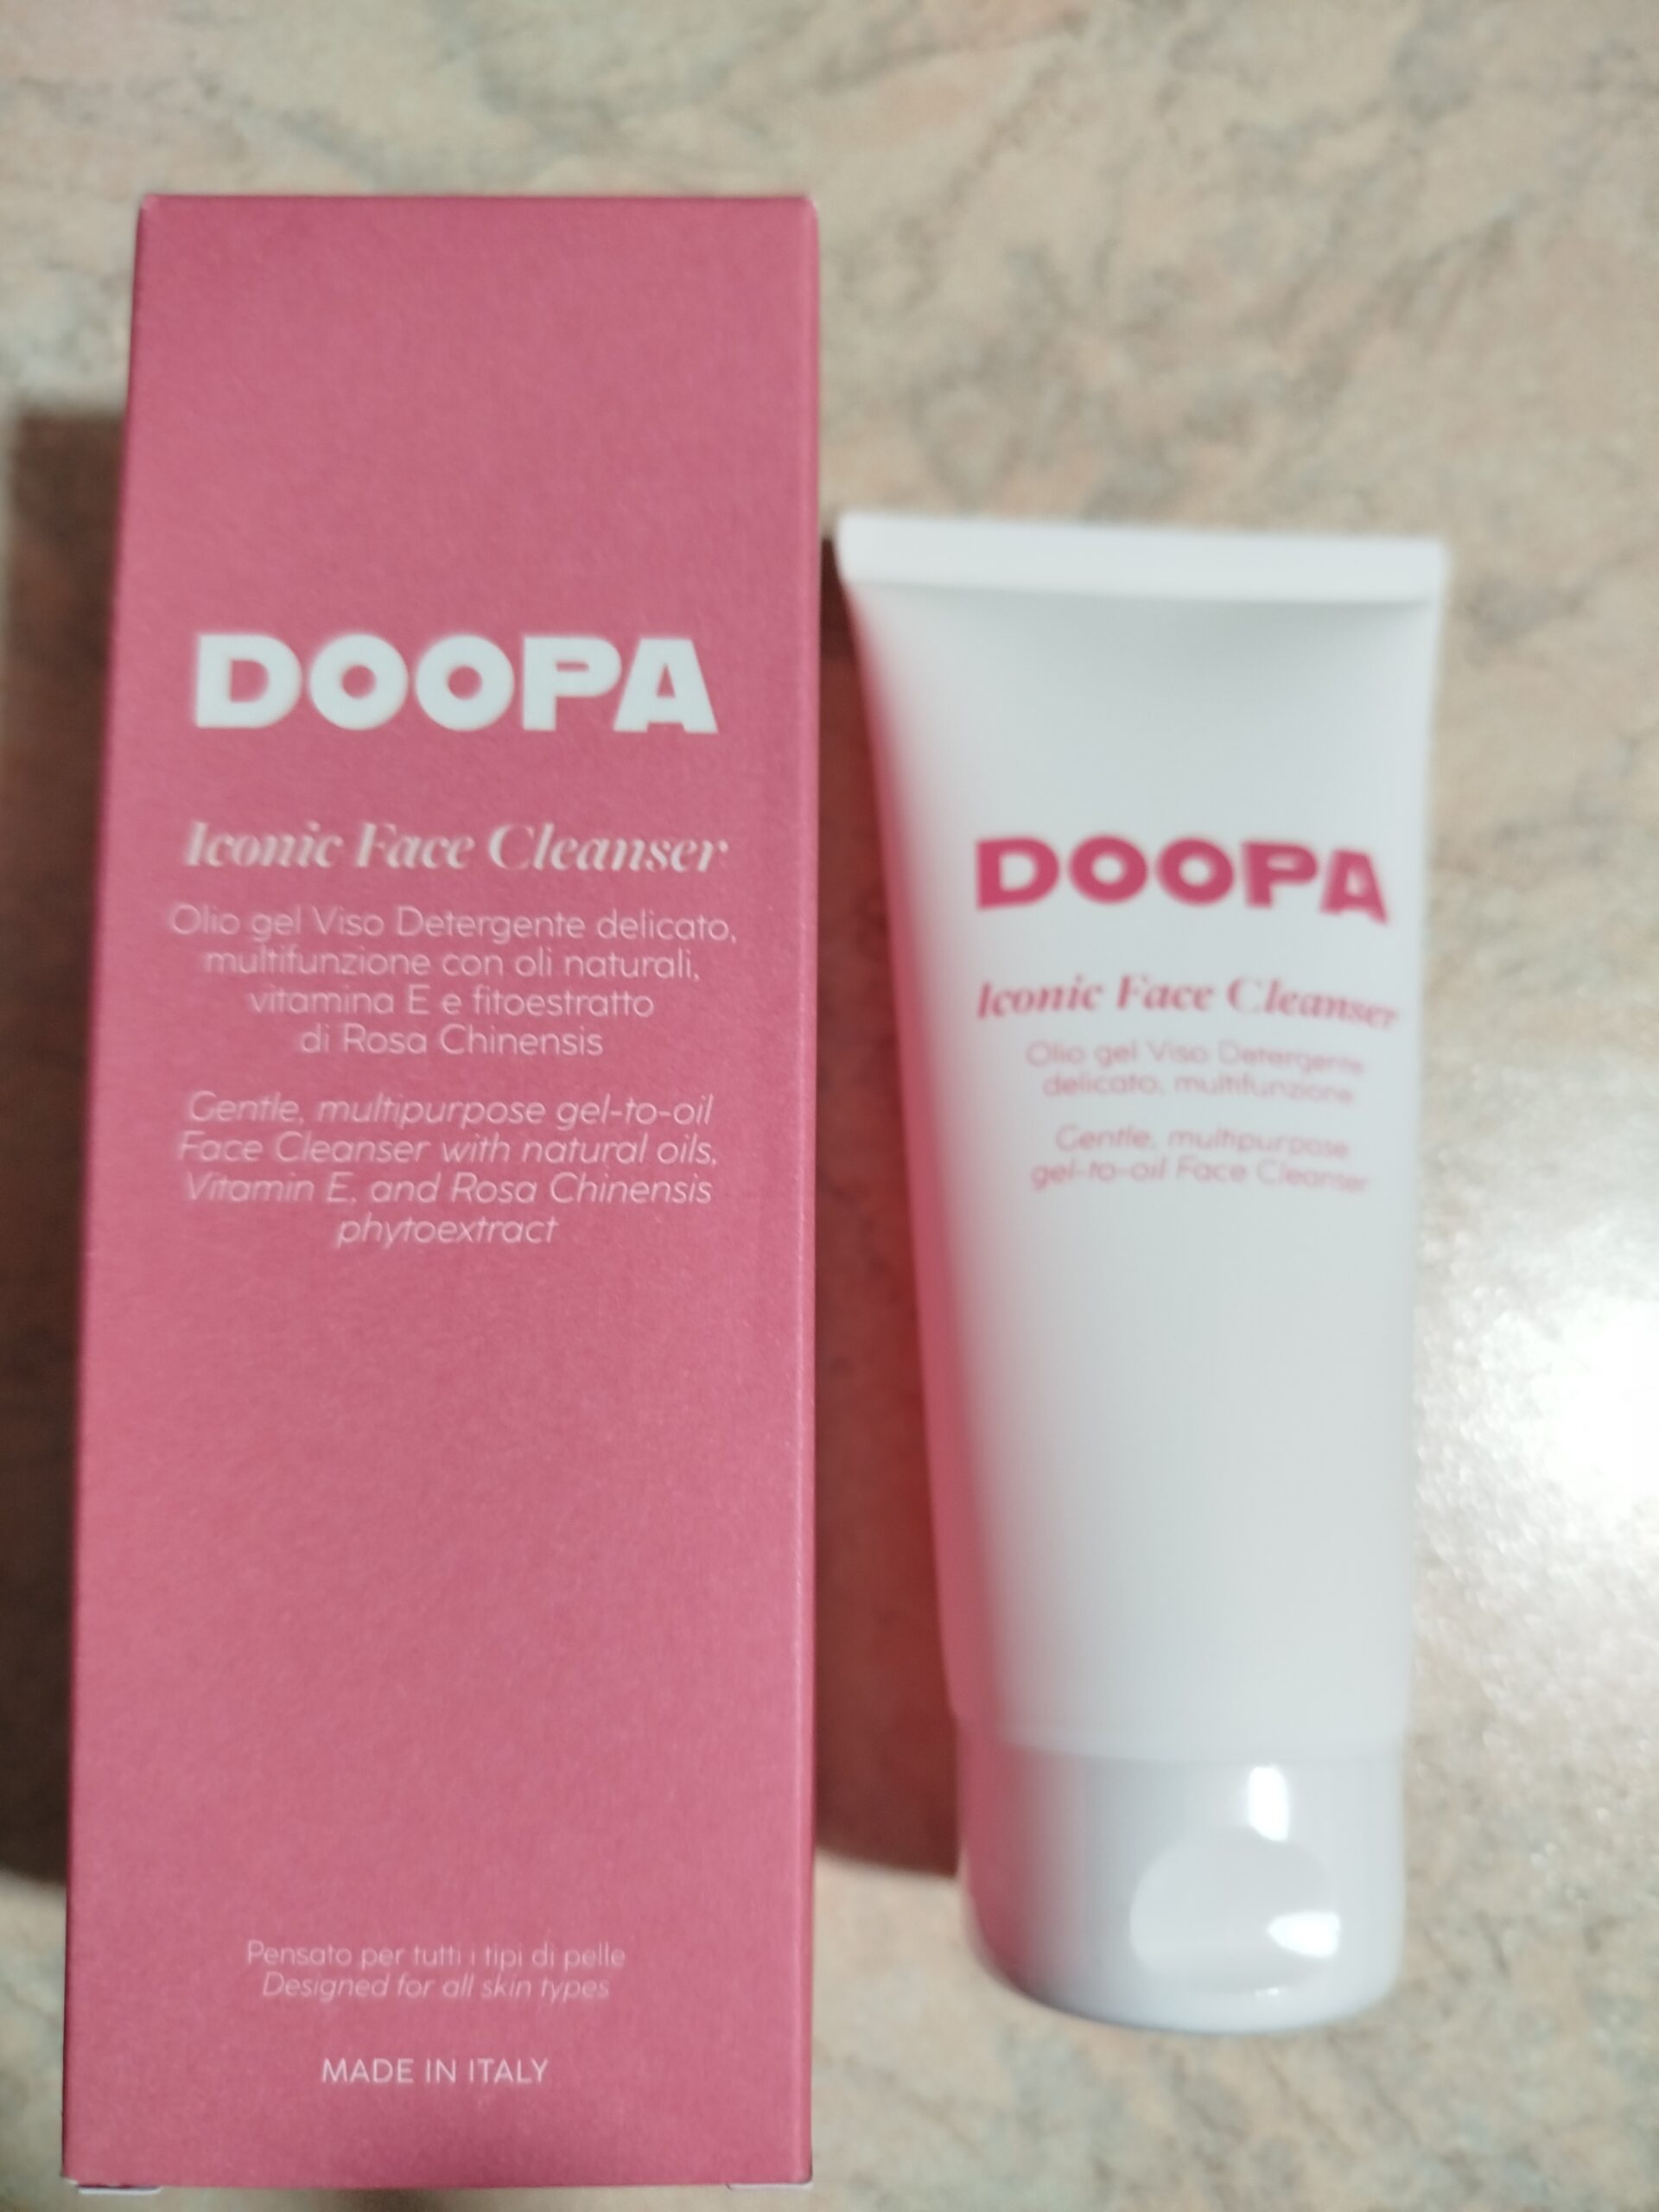 DOOPA
Iconic Face Cleanser
Olio gel Viso Detergente delicato,
multifunzione con oli naturali,
vitamina E e fitoestratto
di Rosa Chinensis
Gentle, multipurpose gel-to-oil
Face Cleanser with natural oils,
Vitamin E, and Rosa Chinensis
phytoextract
Pensato per tutti i tipi di pelle
Designed for all skin types
MADE IN ITALY
DOOPA
Iconic Face Cleanser
Olio gel Viso Detergente
delicato, multifunzione
Gentle, multipurpose
gel-to-oil Face Cleanser